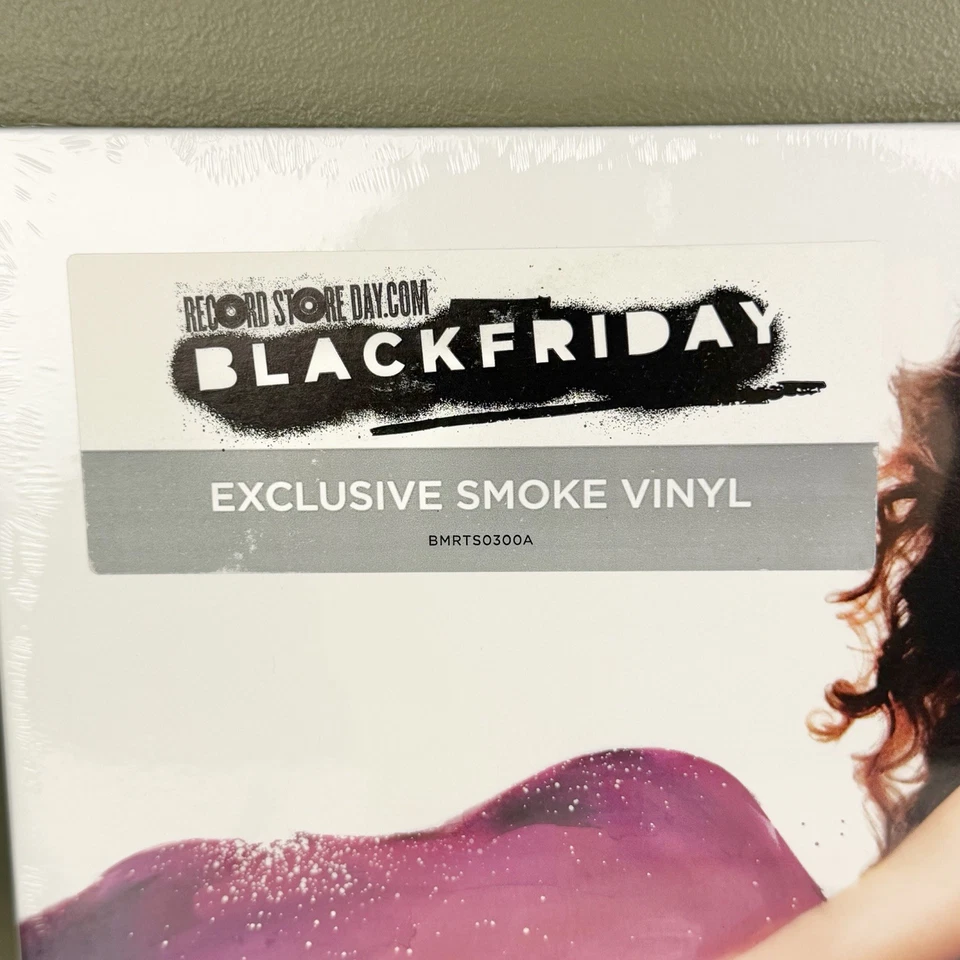 RECORD STORE DAY.COM
BLACKFRIDAY
EXCLUSIVE SMOKE VINYL
BMRTS0300A